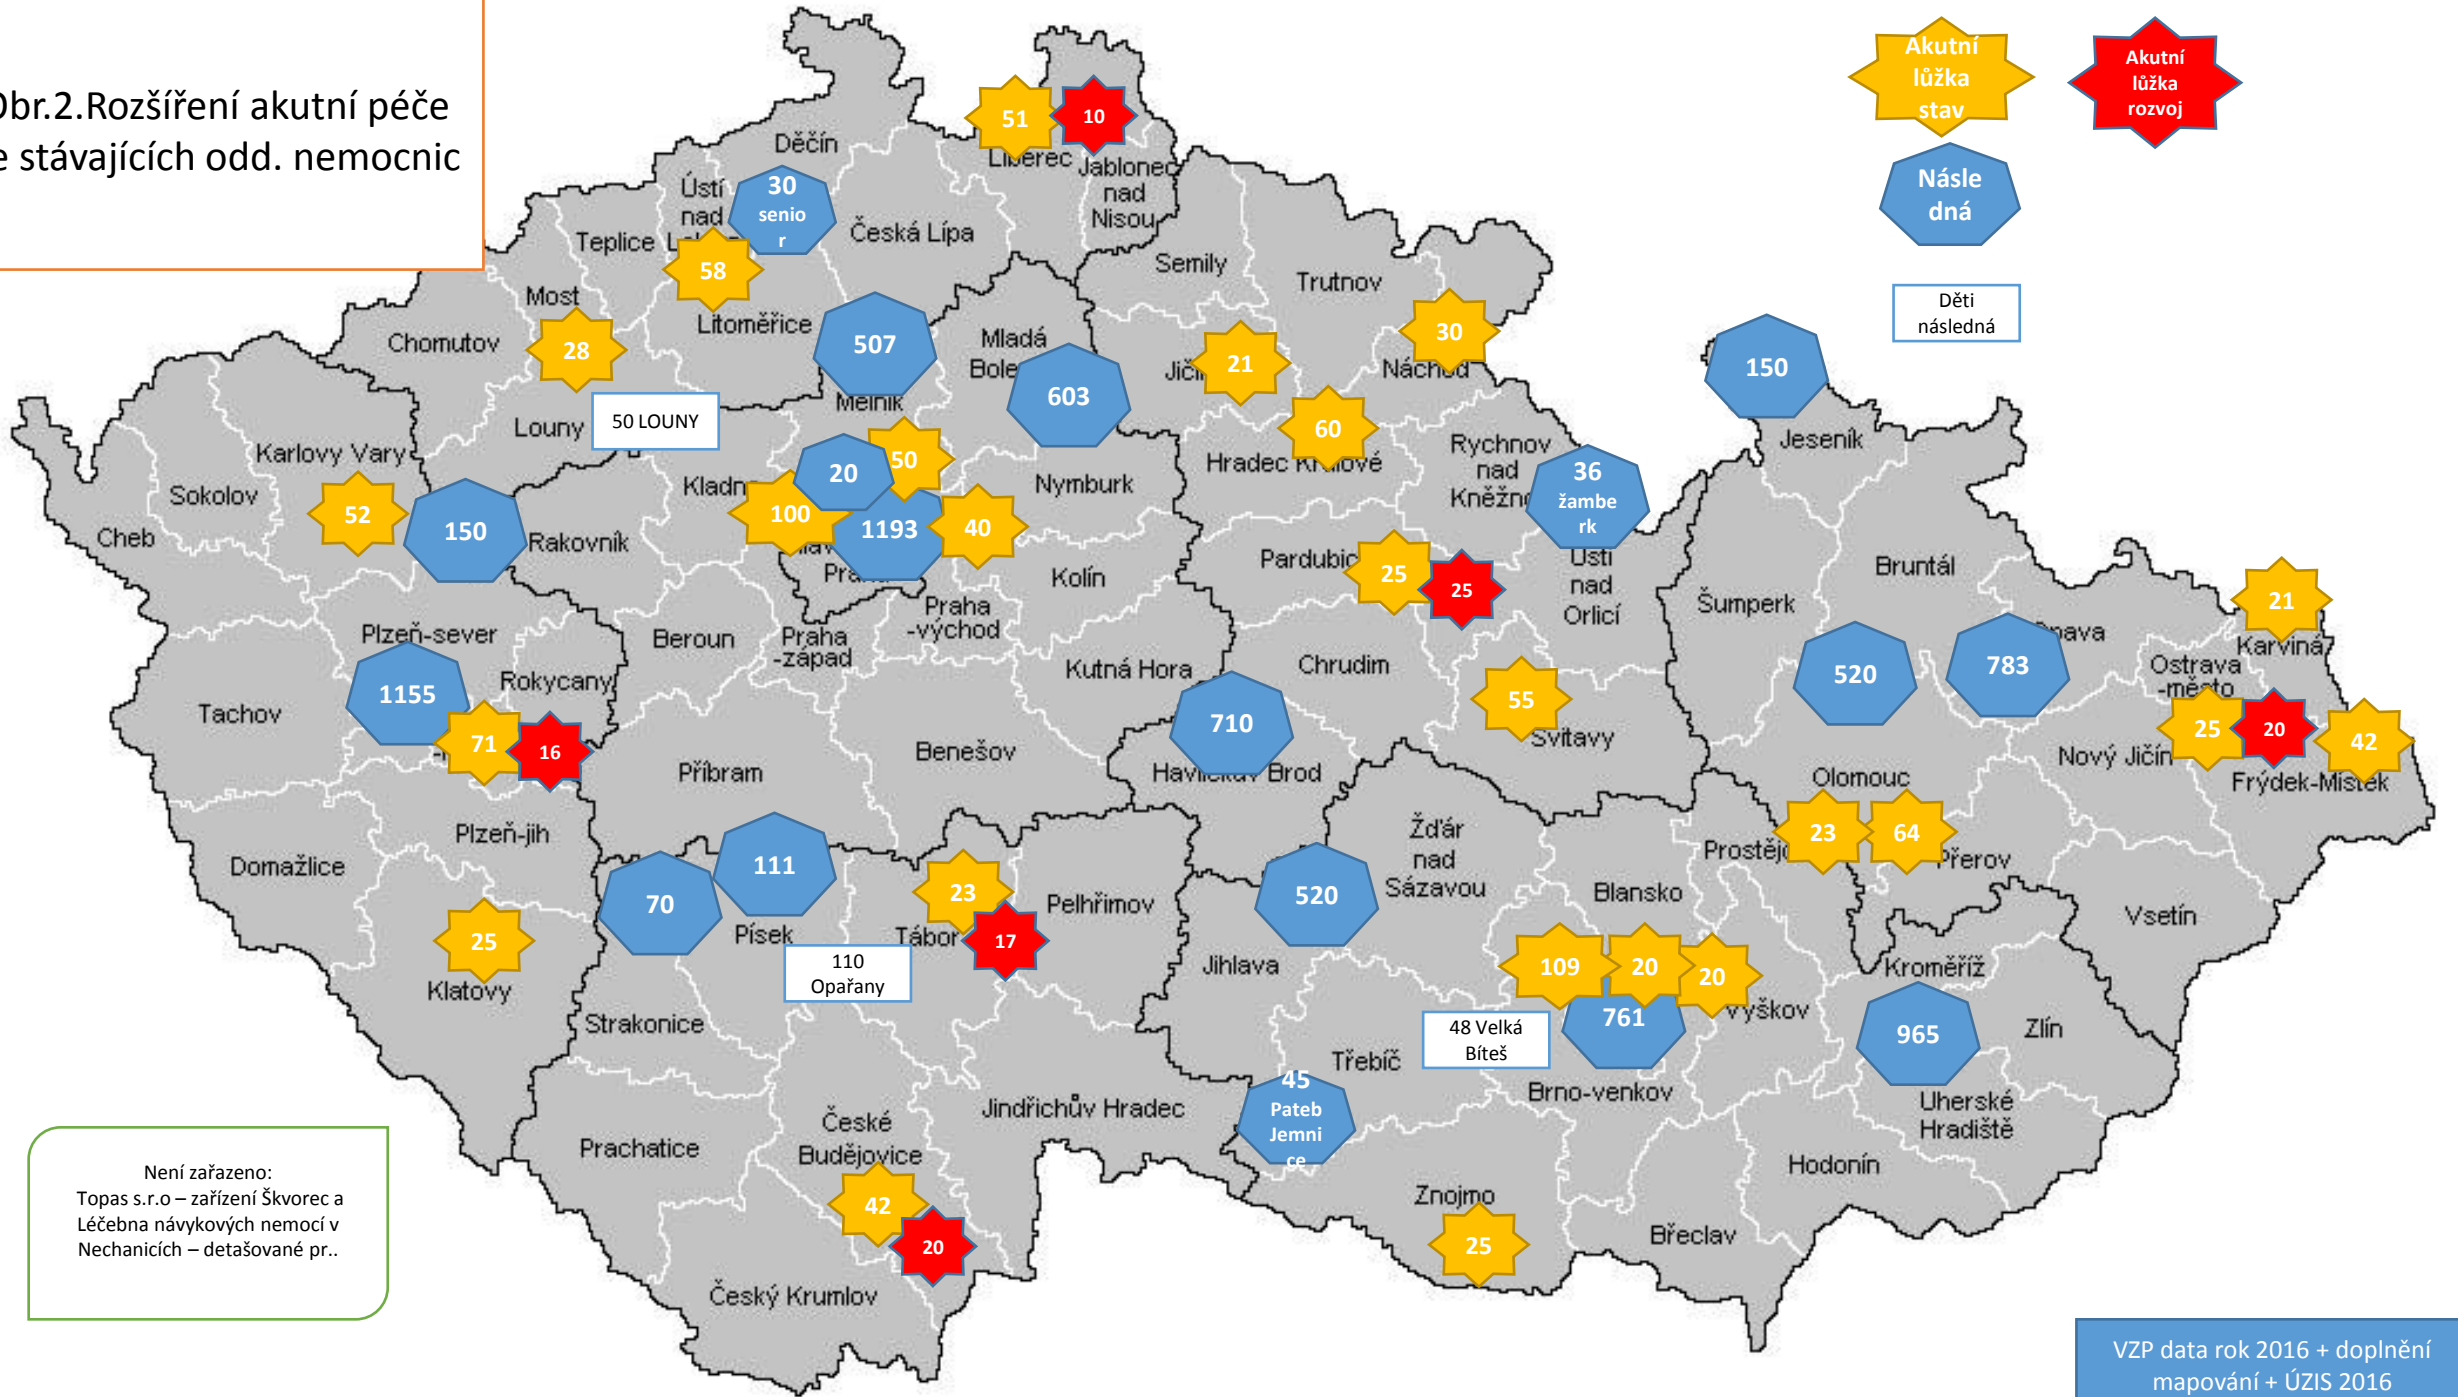 Obr.2.Rozšíření akutní péče
e stávajících odd. nemocnic
Akutní
lůžka
stav
Akutní
lůžka
rozvoj
Násle
dná
Děti
následná
51
10
Liberec
Jablonec
nad
Nisou
Děčín
30
senio
r
Ústí
nad
58
Teplice
Česká Lípa
Semily
Trutnov
Most
28
Chomutov
Litoměřice
507
Mladá
Bole
603
Jičín
21
30
Náchod
150
Jeseník
Louny
50 LOUNY
Mělník
Karlovy Vary
52
Sokolov
Cheb
150
Rakovník
Kladno
100
20
50
1193
40
Praha
Nymburk
60
Hradec Králové
Rychnov
nad
Kněžno
36
žambe
rk
Pardubic
25
25
Ústí
nad
Orlicí
Kolín
Šumperk
Bruntál
21
Karviná
Opava
Ostrava
-město
Plzeň-sever
1155
71
16
Rokycany
Beroun
Praha
-západ
Praha
-východ
Kutná Hora
Chrudim
710
Havlíčkův Brod
55
Svitavy
520
783
25
20
42
Nový Jičín
Frýdek-Místek
Tachov
Příbram
Benešov
Olomouc
23
64
Prostějo
Přerov
Domažlice
Plzeň-jih
70
111
Písek
23
17
Tábor
Pelhřimov
110
Opařany
520
Jihlava
Žďár
nad
Sázavou
Blansko
Vsetín
25
Klatovy
Strakonice
109
20
20
761
Vyškov
48 Velká
Bíteš
Kroměříž
965
Zlín
Třebíč
45
Pateb
Jemni
ce
Brno-venkov
Uherské
Hradiště
Prachatice
České
Budějovice
42
20
Jindřichův Hradec
Znojmo
25
Hodonín
Břeclav
Český Krumlov
Není zařazeno:
Topas s.r.o – zařízení Škvorec a
Léčebna návykových nemocí v
Nechanicích – detašované pr..
VZP data rok 2016 + doplnění
mapování + ÚZIS 2016